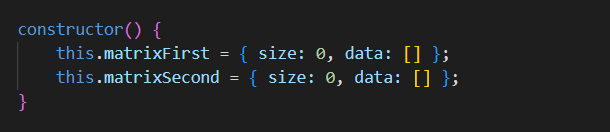 constructor() {
    this.matrixFirst = { size: 0, data: [] };
    this.matrixSecond = { size: 0, data: [] };
}